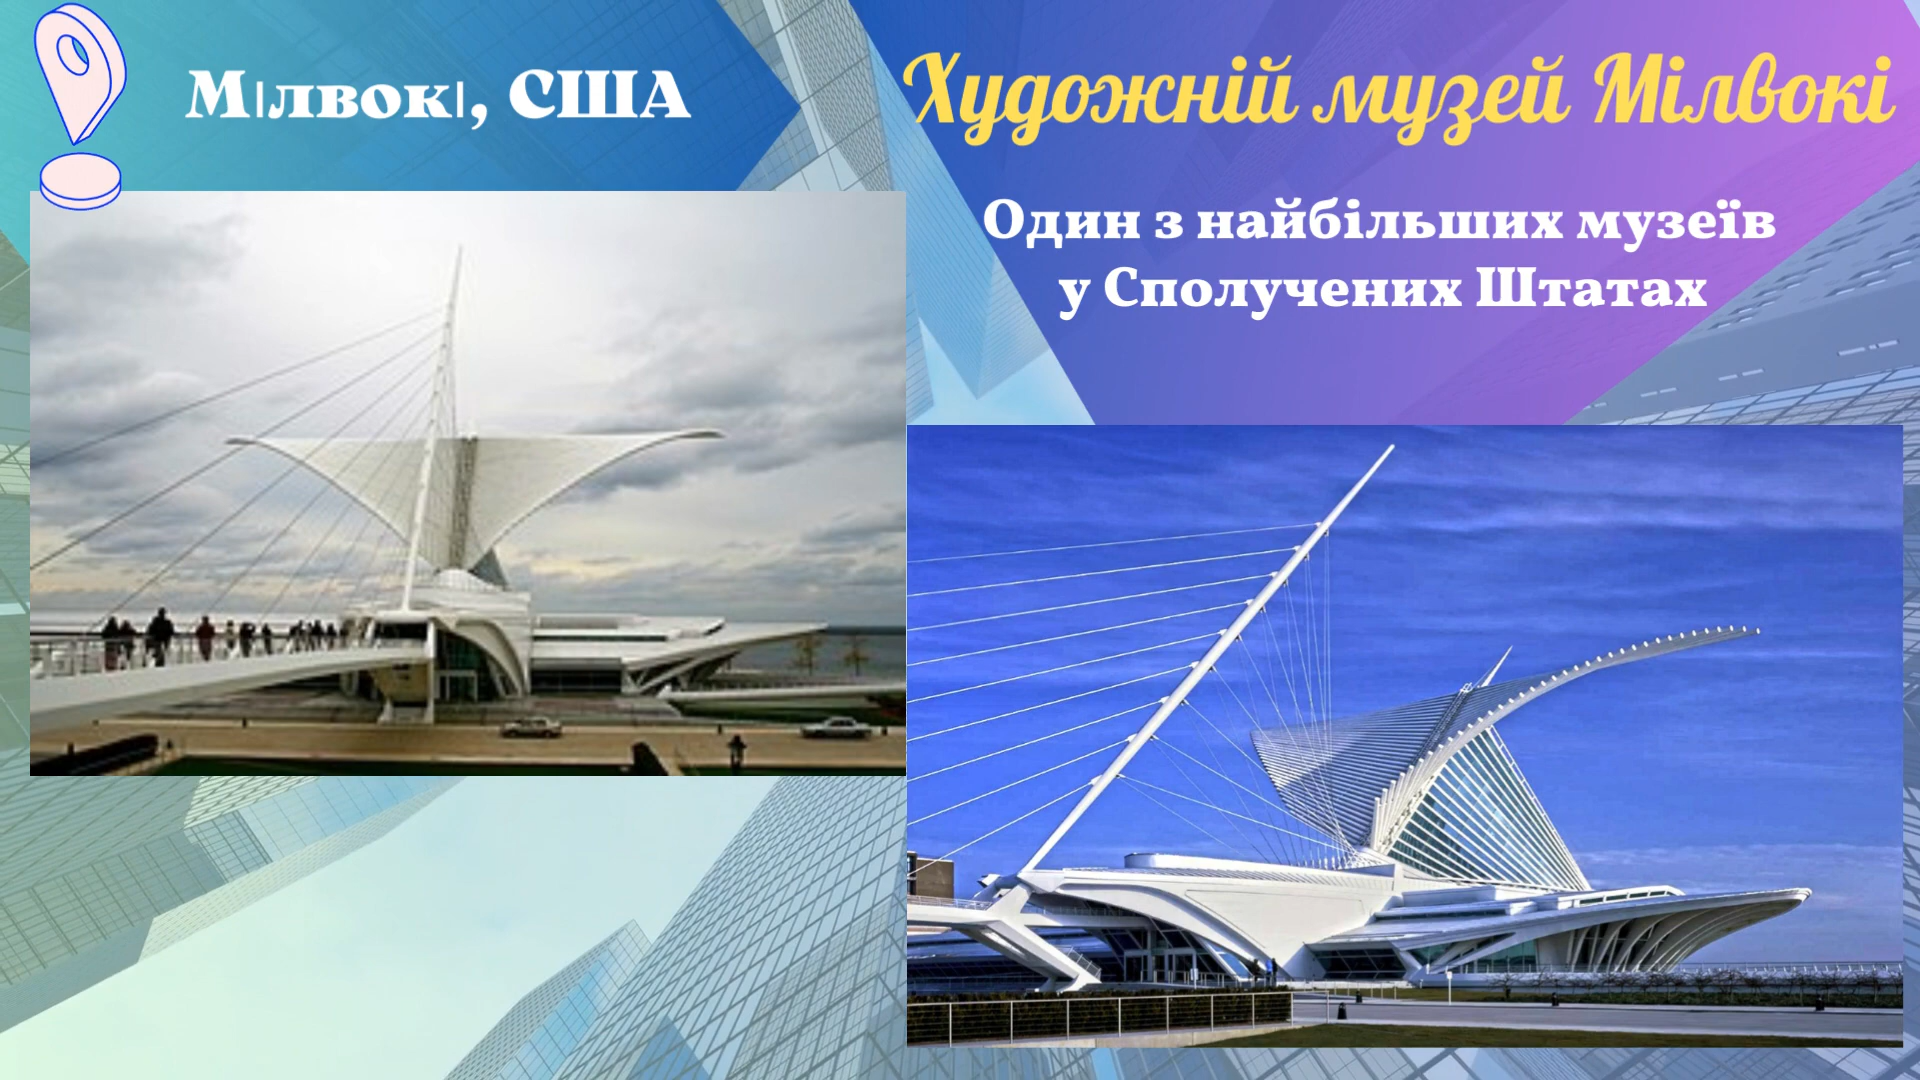 Мілвокі, США
Художній музей Мілвокі
Один з найбільших музеїв
у Сполучених Штатах